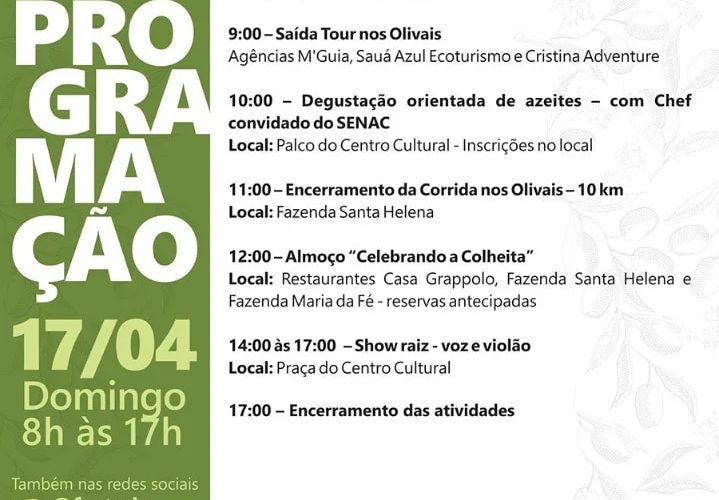 PRO
GRA
MA
ÇÃO
17/04
Domingo
8h às 17h
Também nas redes sociais
9:00 – Saída Tour nos Olivais
Agências M'Guia, Sauá Azul Ecoturismo e Cristina Adventure
10:00 – Degustação orientada de azeites – com Chef
convidado do SENAC
Local: Palco do Centro Cultural - Inscrições no local
11:00 – Encerramento da Corrida nos Olivais – 10 km
Local: Fazenda Santa Helena
12:00 – Almoço “Celebrando a Colheita”
Local: Restaurantes Casa Grappolo, Fazenda Santa Helena e
Fazenda Maria da Fé - reservas antecipadas
14:00 às 17:00 – Show raiz - voz e violão
Local: Praça do Centro Cultural
17:00 – Encerramento das atividades